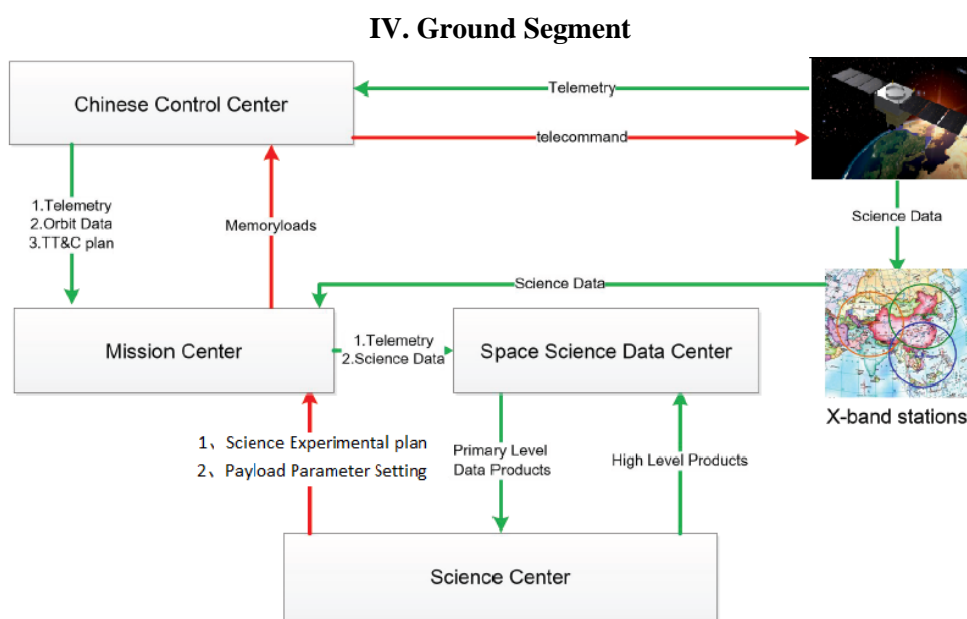 IV. Ground Segment
Chinese Control Center
Telemetry
telecommand
1.Telemetry
2.Orbit Data
3.TT&C plan
Memoryloads
Science Data
Science Data
Mission Center
1.Telemetry
2.Science Data
Space Science Data Center
X-band stations
1、Science Experimental plan
2、Payload Parameter Setting
Primary Level
Data Products
High Level Products
Science Center